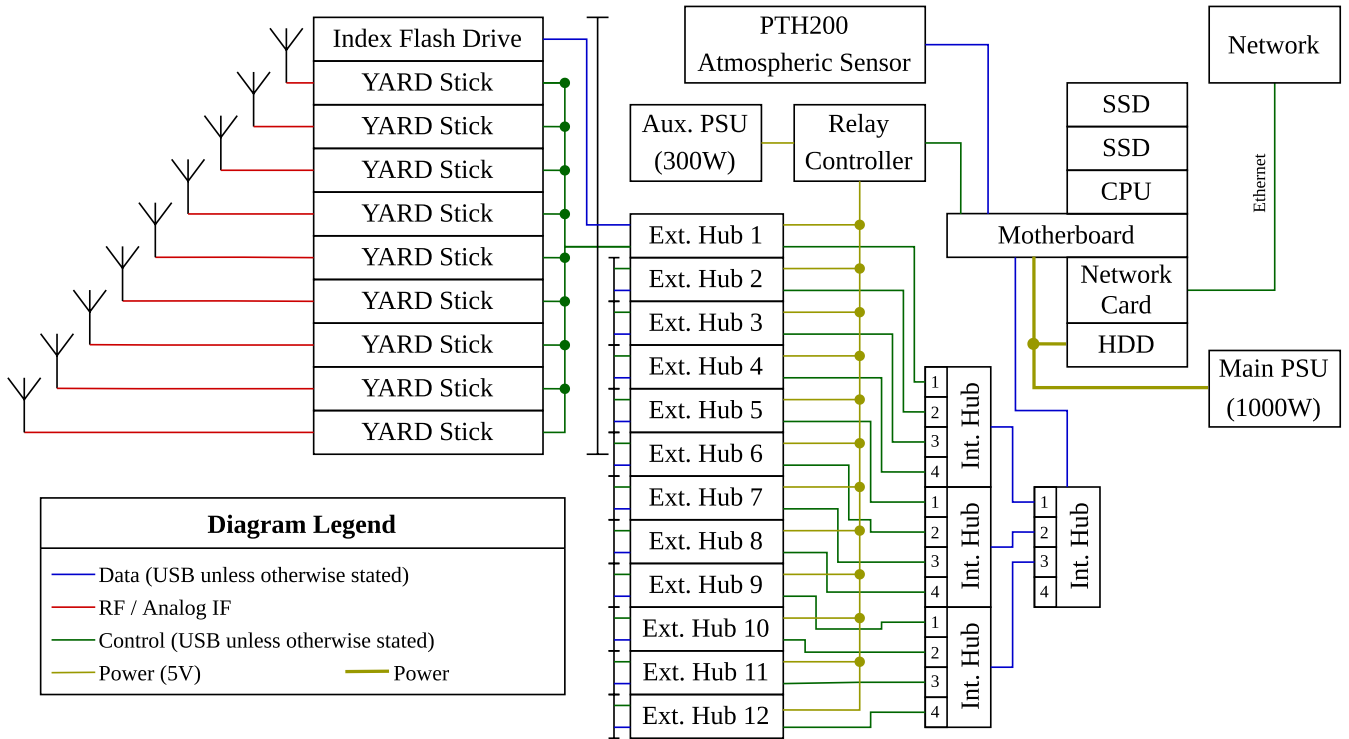 Index Flash Drive
YARD Stick
YARD Stick
YARD Stick
YARD Stick
YARD Stick
YARD Stick
YARD Stick
YARD Stick
YARD Stick
PTH200
Atmospheric Sensor
Aux. PSU
(300W)
Relay
Controller
Network
Ethernet
SSD
SSD
CPU
Motherboard
Network
Card
HDD
Main PSU
(1000W)
Ext. Hub 1
Ext. Hub 2
Ext. Hub 3
Ext. Hub 4
Ext. Hub 5
Ext. Hub 6
Ext. Hub 7
Ext. Hub 8
Ext. Hub 9
Ext. Hub 10
Ext. Hub 11
Ext. Hub 12
1
2
3
4
Int. Hub
1
2
3
4
Int. Hub
1
2
3
4
Int. Hub
1
2
3
4
Int. Hub
Diagram Legend
Data (USB unless otherwise stated)
RF / Analog IF
Control (USB unless otherwise stated)
Power (5V)
Power